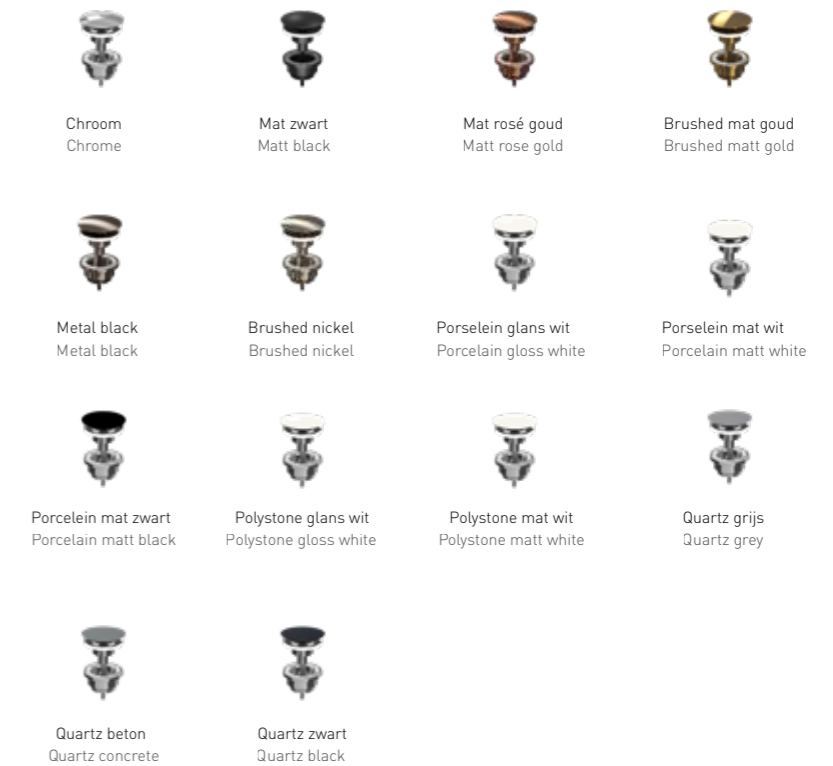 Chroom
Chrome
Mat zwart
Matt black
Mat rosé goud
Matt rose gold
Brushed mat goud
Brushed matt gold
Metal black
Metal black
Brushed nickel
Brushed nickel
Porselein glans wit
Porcelain gloss white
Porselein mat wit
Porcelain matt white
Porcelein mat zwart
Porcelain matt black
Polystone glans wit
Polystone gloss white
Polystone mat wit
Polystone matt white
Quartz grijs
Quartz grey
Quartz beton
Quartz concrete
Quartz zwart
Quartz black